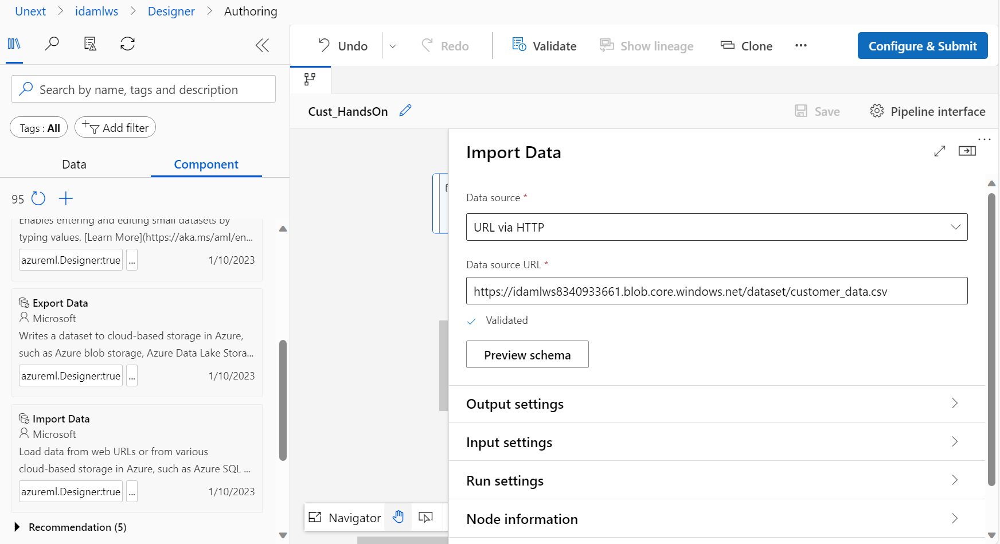 Unext > idamlws > Designer > Authoring
Undo
Redo
Validate
Show lineage
Clone
Configure & Submit
Search by name, tags and description
Tags : All
Add filter
Data
Component
95
Enables entering and editing small datasets by
typing values. [Learn More](https://aka.ms/aml/en...
azureml.Designer:true
...
1/10/2023
Export Data
Microsoft
Writes a dataset to cloud-based storage in Azure,
such as Azure blob storage, Azure Data Lake Stora...
azureml.Designer:true
...
1/10/2023
Import Data
Microsoft
Load data from web URLs or from various
cloud-based storage in Azure, such as Azure SQL ...
azureml.Designer:true
...
1/10/2023
Recommendation (5)
Cust_HandsOn
Save
Pipeline interface
Navigator
Import Data
Data source *
URL via HTTP
Data source URL *
https://idamlws8340933661.blob.core.windows.net/dataset/customer_data.csv
Validated
Preview schema
Output settings
Input settings
Run settings
Node information